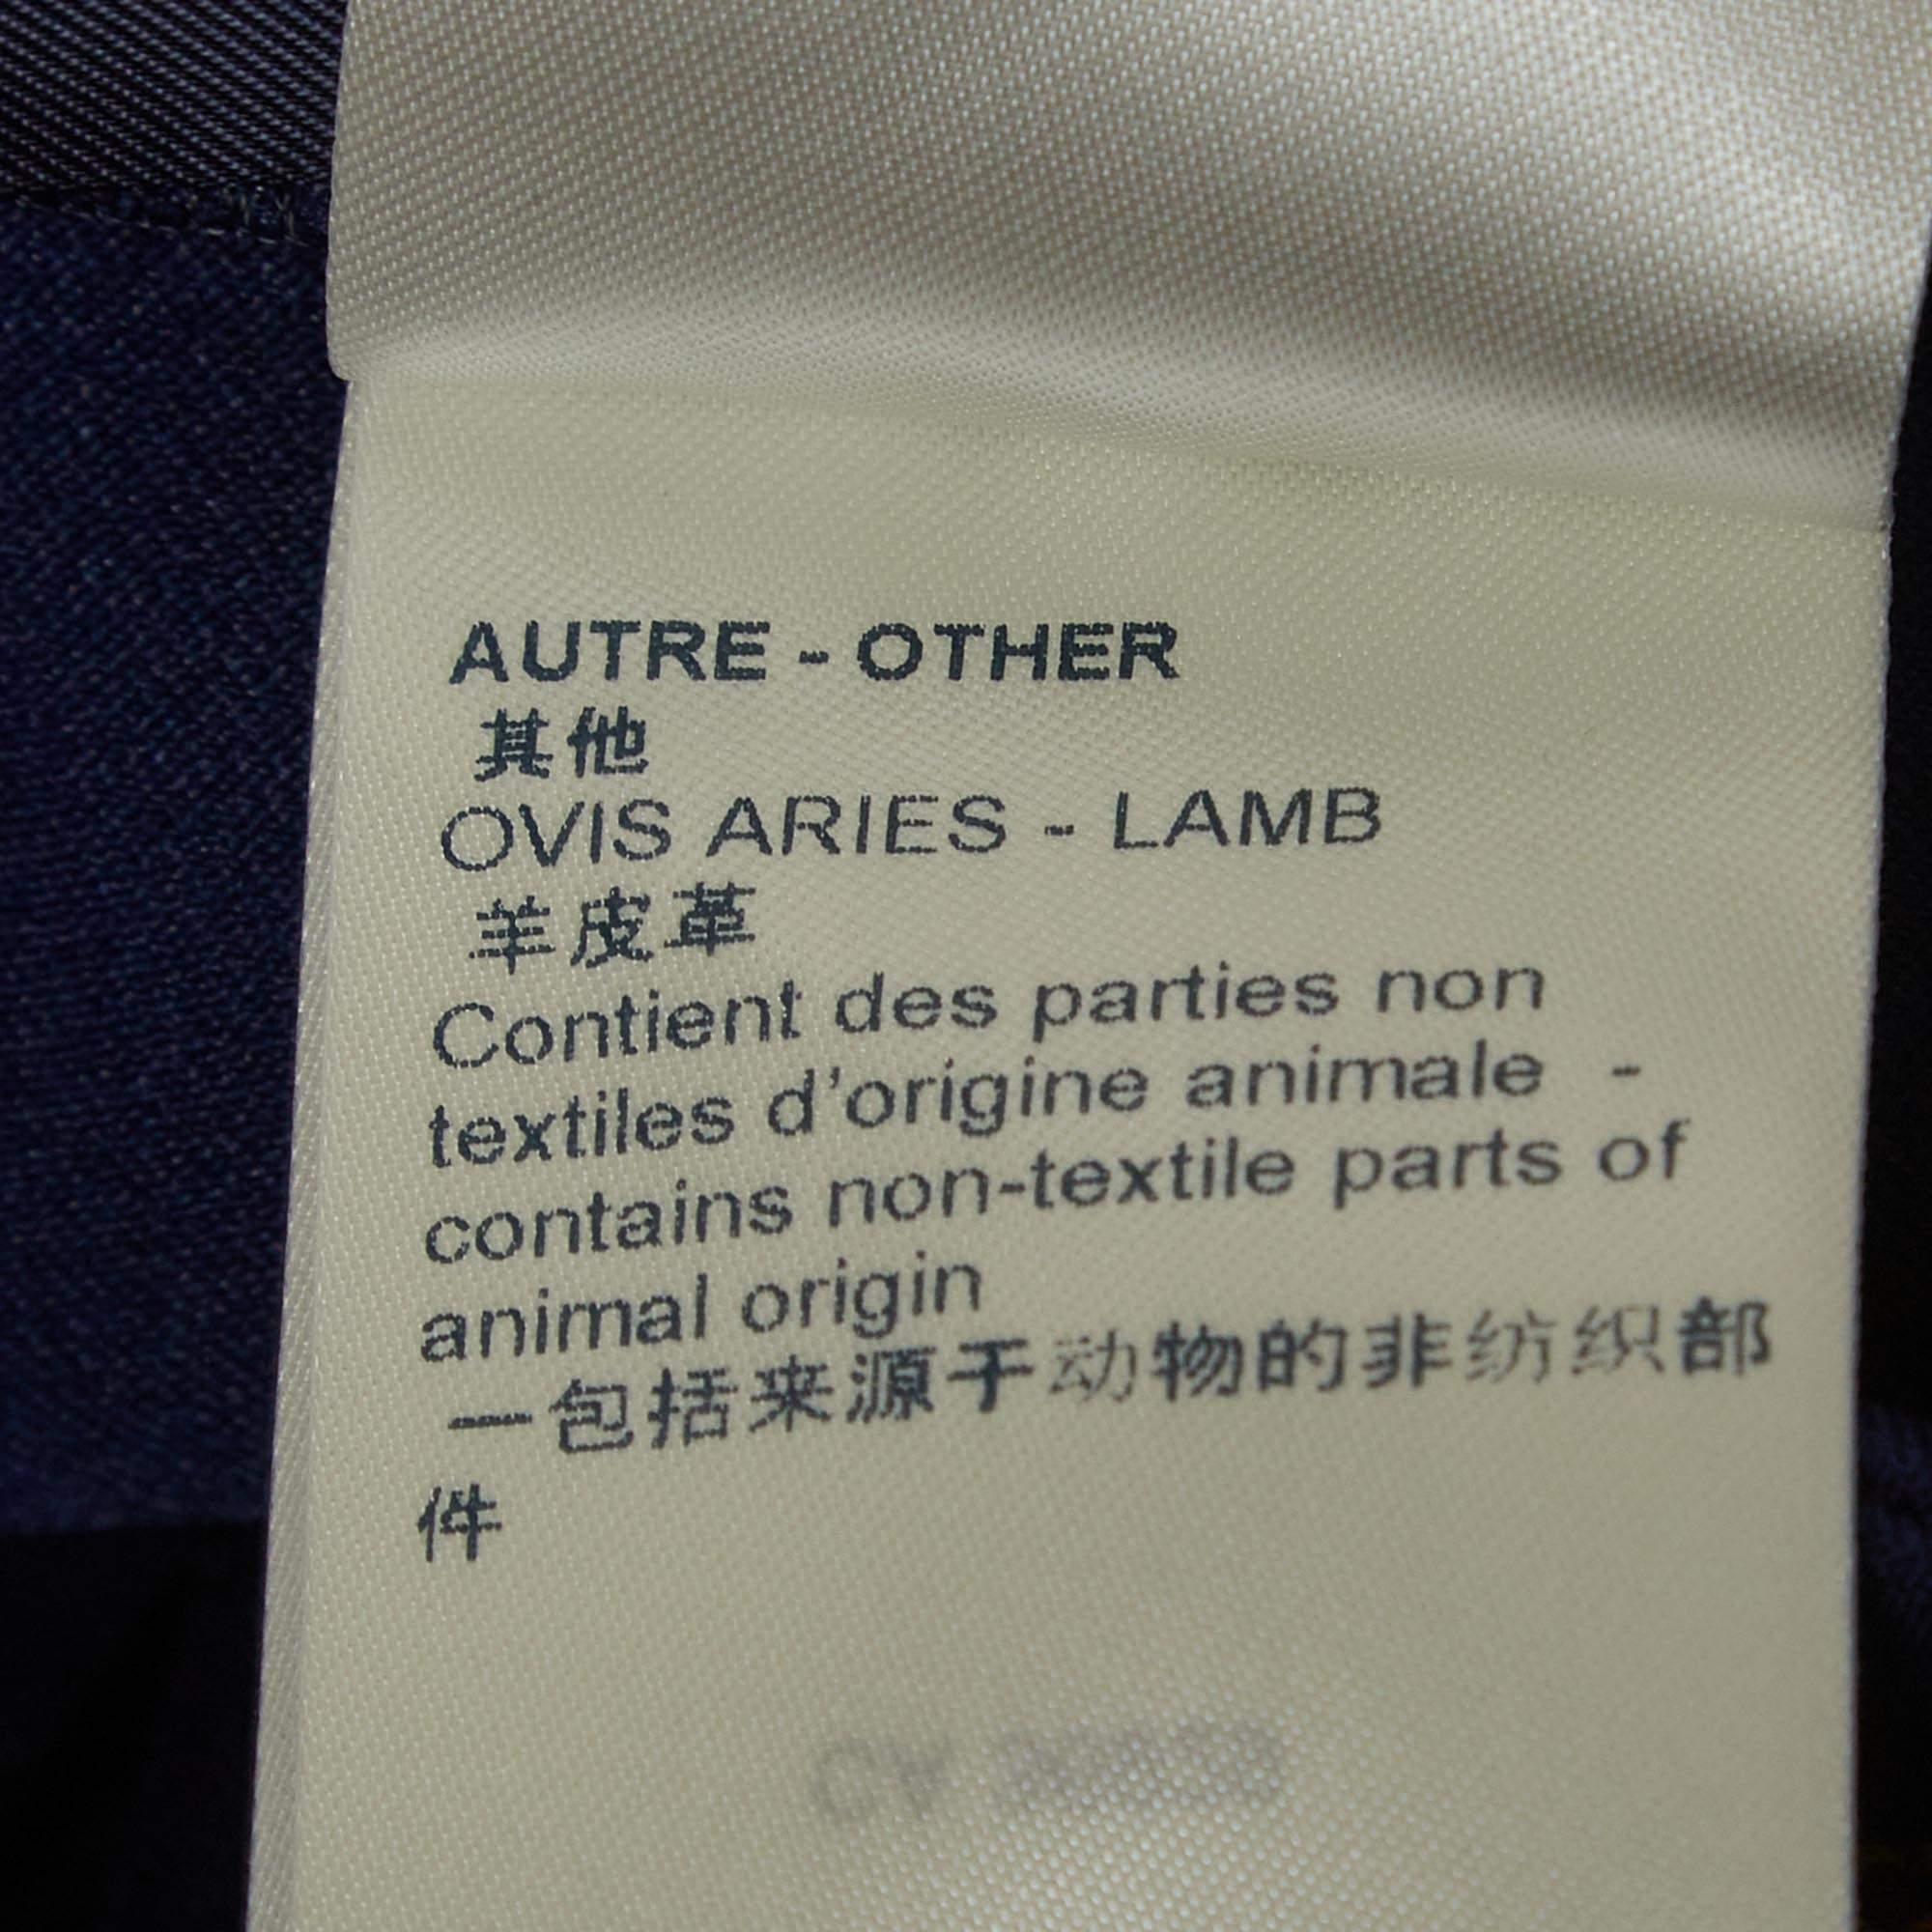 AUTRE - OTHER
其他
OVIS ARIES - LAMB
羊皮革
Contient des parties non
textiles d'origine animale -
contains non-textile parts of
animal origin
一包括来源于动物的非纺织部
件